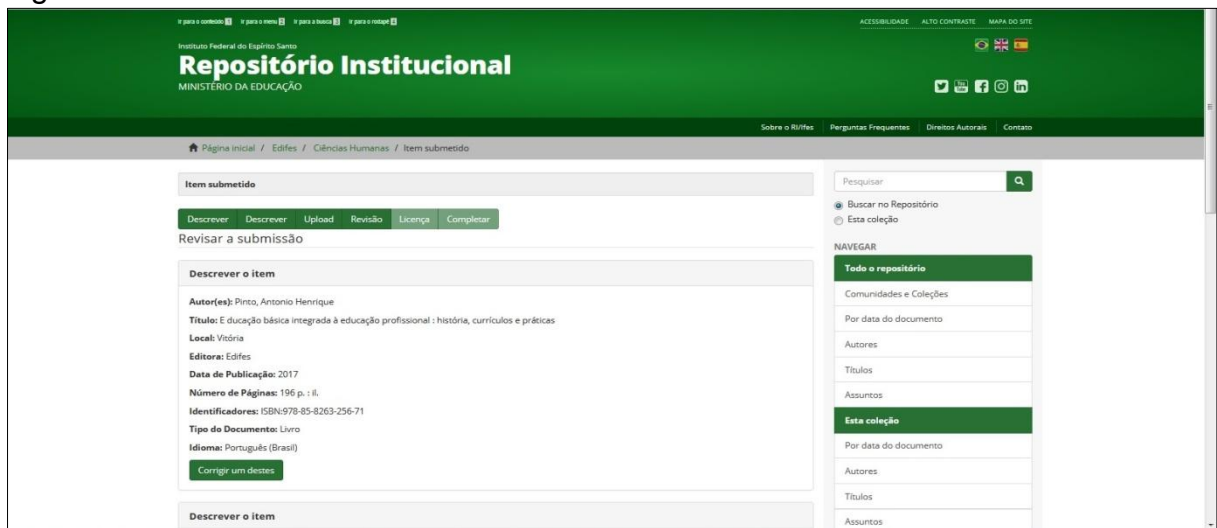 Ir para o conteúdo 1 Ir para o menu 2 Ir para a busca 3 Ir para o rodapé 4
ACESSIBILIDADE ALTO CONTRASTE MAPA DO SITE
Instituto Federal do Espírito Santo
Repositório Institucional
MINISTÉRIO DA EDUCAÇÃO
Sobre o RI/Ifes Perguntas Frequentes Direitos Autorais Contato
Página inicial / Edifes / Ciências Humanas / Item submetido
Item submetido
Descrever Descrever Upload Revisão Licença Completar
Revisar a submissão
Descrever o item
Autor(es): Pinto, Antonio Henrique
Título: E ducação básica integrada à educação profissional : história, currículos e práticas
Local: Vitória
Editora: Edifes
Data de Publicação: 2017
Número de Páginas: 196 p. : il.
Identificadores: ISBN:978-85-8263-256-71
Tipo do Documento: Livro
Idioma: Português (Brasil)
Corrigir um destes
Descrever o item
Pesquisar
Buscar no Repositório
Esta coleção
NAVEGAR
Todo o repositório
Comunidades e Coleções
Por data do documento
Autores
Títulos
Assuntos
Esta coleção
Por data do documento
Autores
Títulos
Assuntos